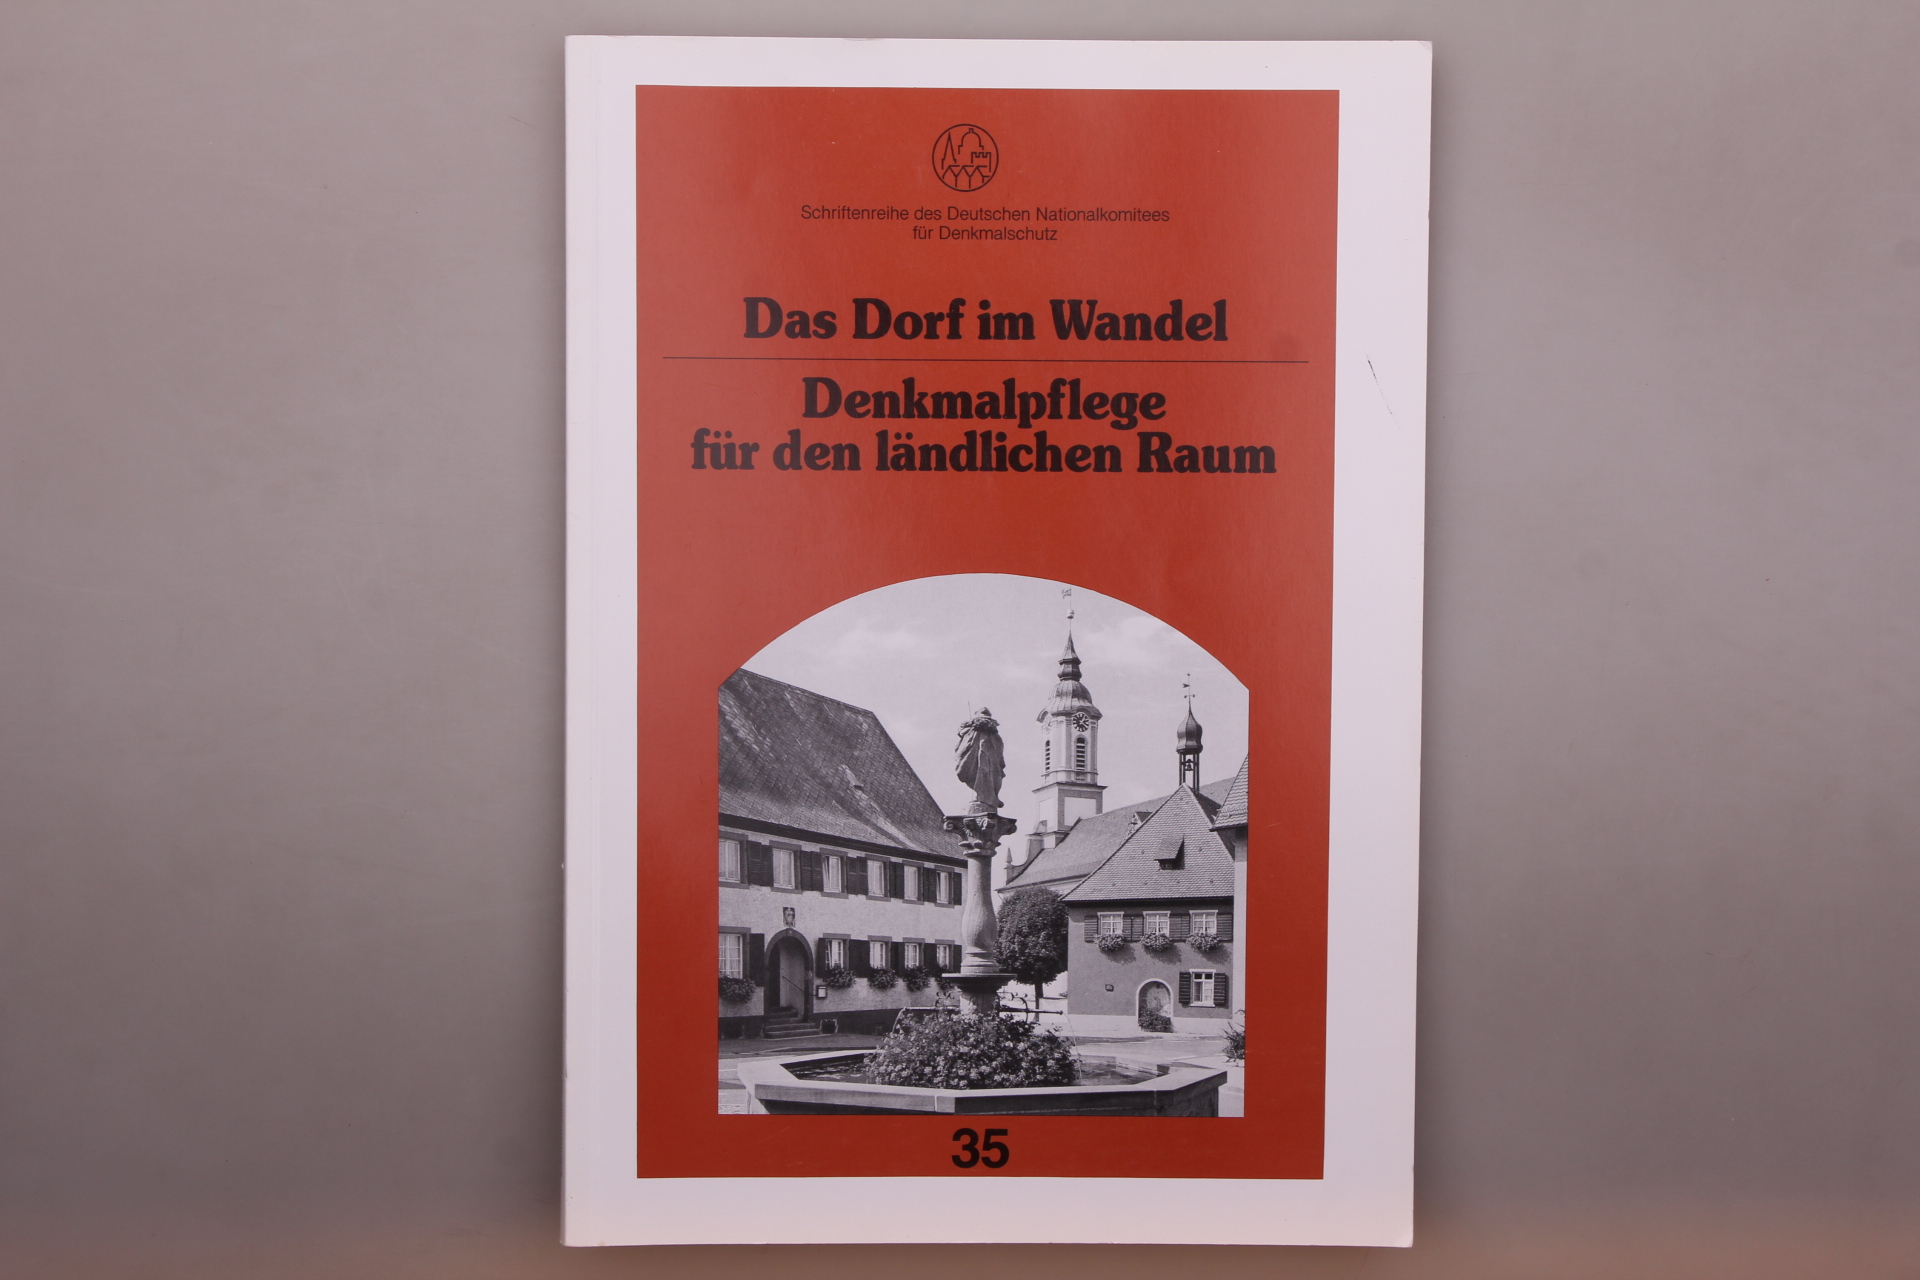 Schriftenreihe des Deutschen Nationalkomitees
für Denkmalschutz
Das Dorf im Wandel
Denkmalpflege
für den ländlichen Raum
35